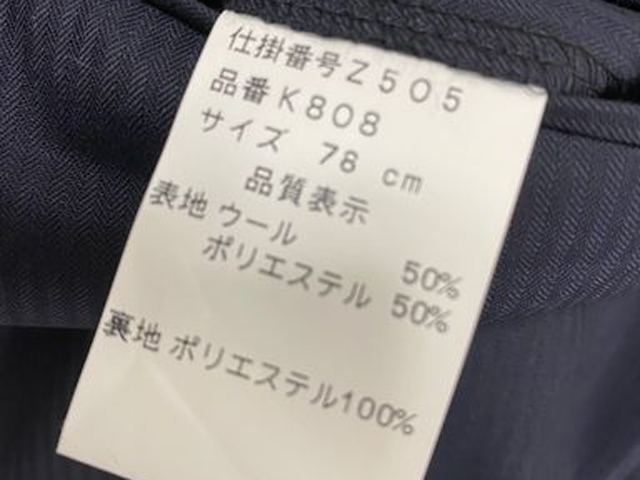 仕掛番号Z505
品番K808
サイズ 78 cm
品質表示
表地 ウール 50%
ポリエステル 50%
裏地 ポリエステル100%